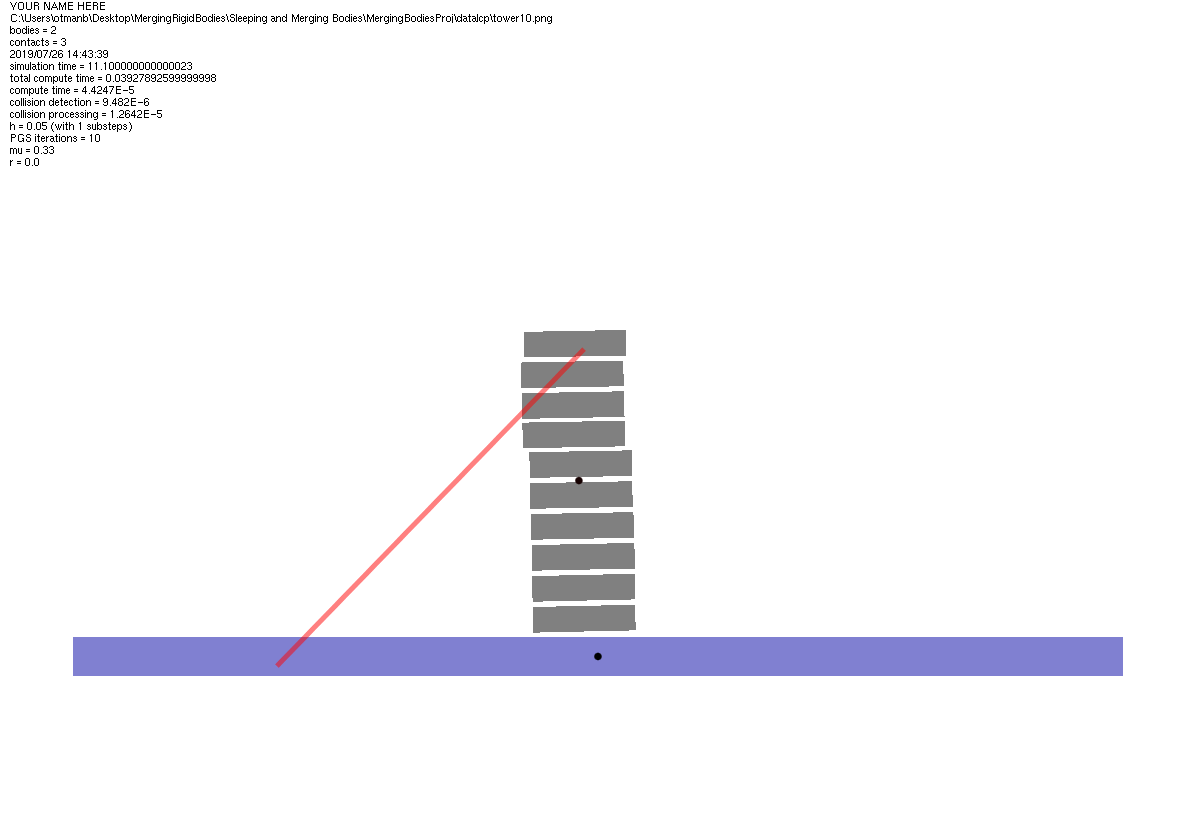 YOUR NAME HERE
C:\Users\otmanb\Desktop\MergingRigidBodies\Sleeping and Merging Bodies\MergingBodiesProj\datalcp\tower10.png
bodies = 2
contacts = 3
2019/07/26 14:43:39
simulation time = 11.100000000000023
total compute time = 0.03927892599999998
compute time = 4.4247E-5
collision detection = 9.482E-6
collision processing = 1.2642E-5
h = 0.05 (with 1 substeps)
PGS iterations = 10
mu = 0.33
r = 0.0